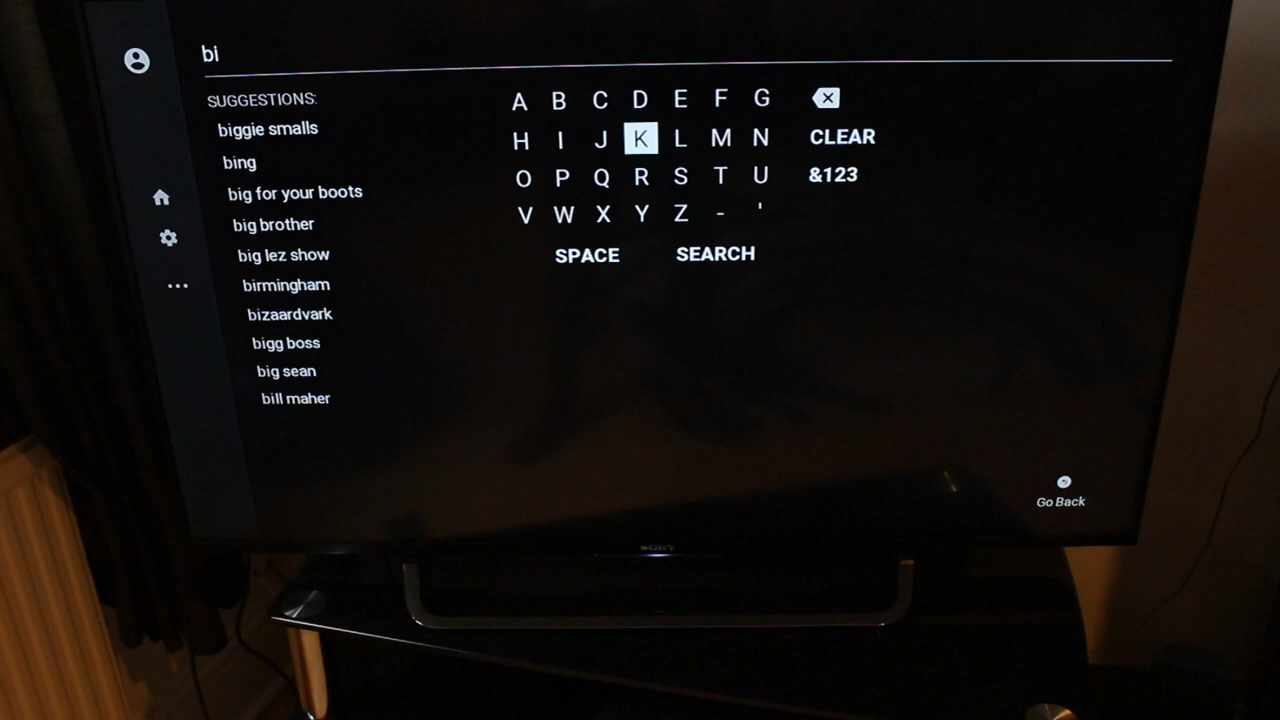 bi
SUGGESTIONS:
biggie smalls
bing
big for your boots
big brother
big lez show
birmingham
bizaardvark
bigg boss
big sean
bill maher
A B C D E F G
H I J K L M N CLEAR
O P Q R S T U &123
V W X Y Z - '
SPACE SEARCH
Go Back
SONY